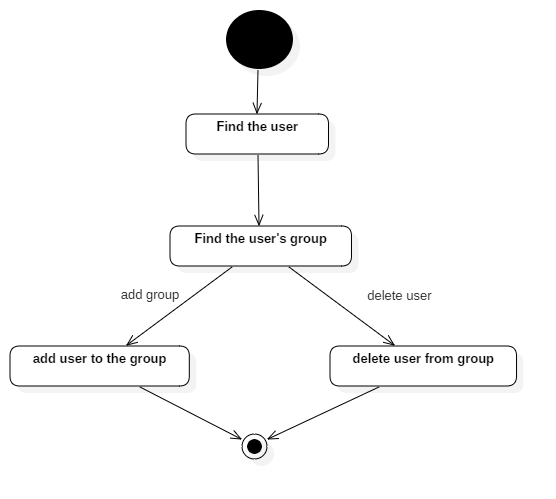 Find the user
Find the user's group
add group
delete user
add user to the group
delete user from group